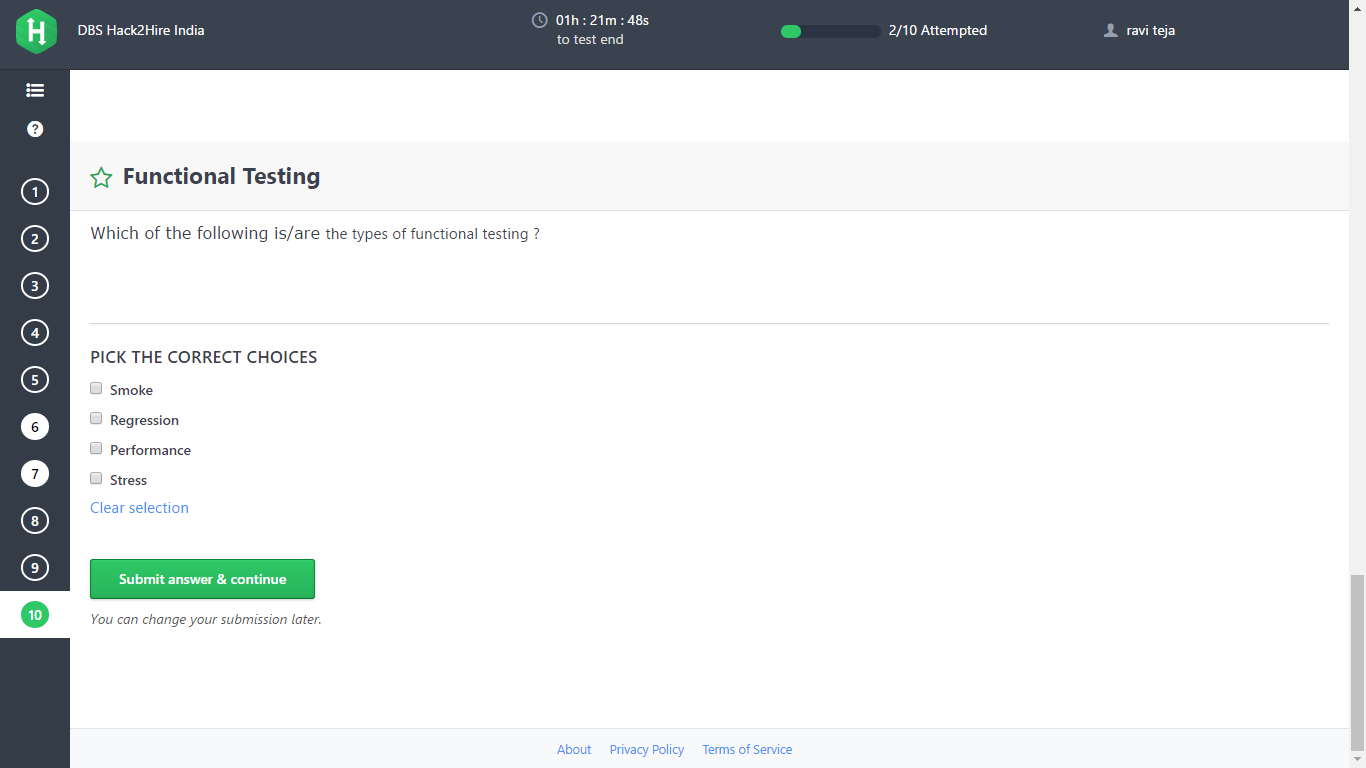 H
DBS Hack2Hire India
01h : 21m : 48s
to test end
2/10 Attempted
ravi teja
?
1
2
3
4
5
6
7
8
9
10
Functional Testing
Which of the following is/are the types of functional testing ?
PICK THE CORRECT CHOICES
Smoke
Regression
Performance
Stress
Clear selection
Submit answer & continue
You can change your submission later.
About Privacy Policy Terms of Service